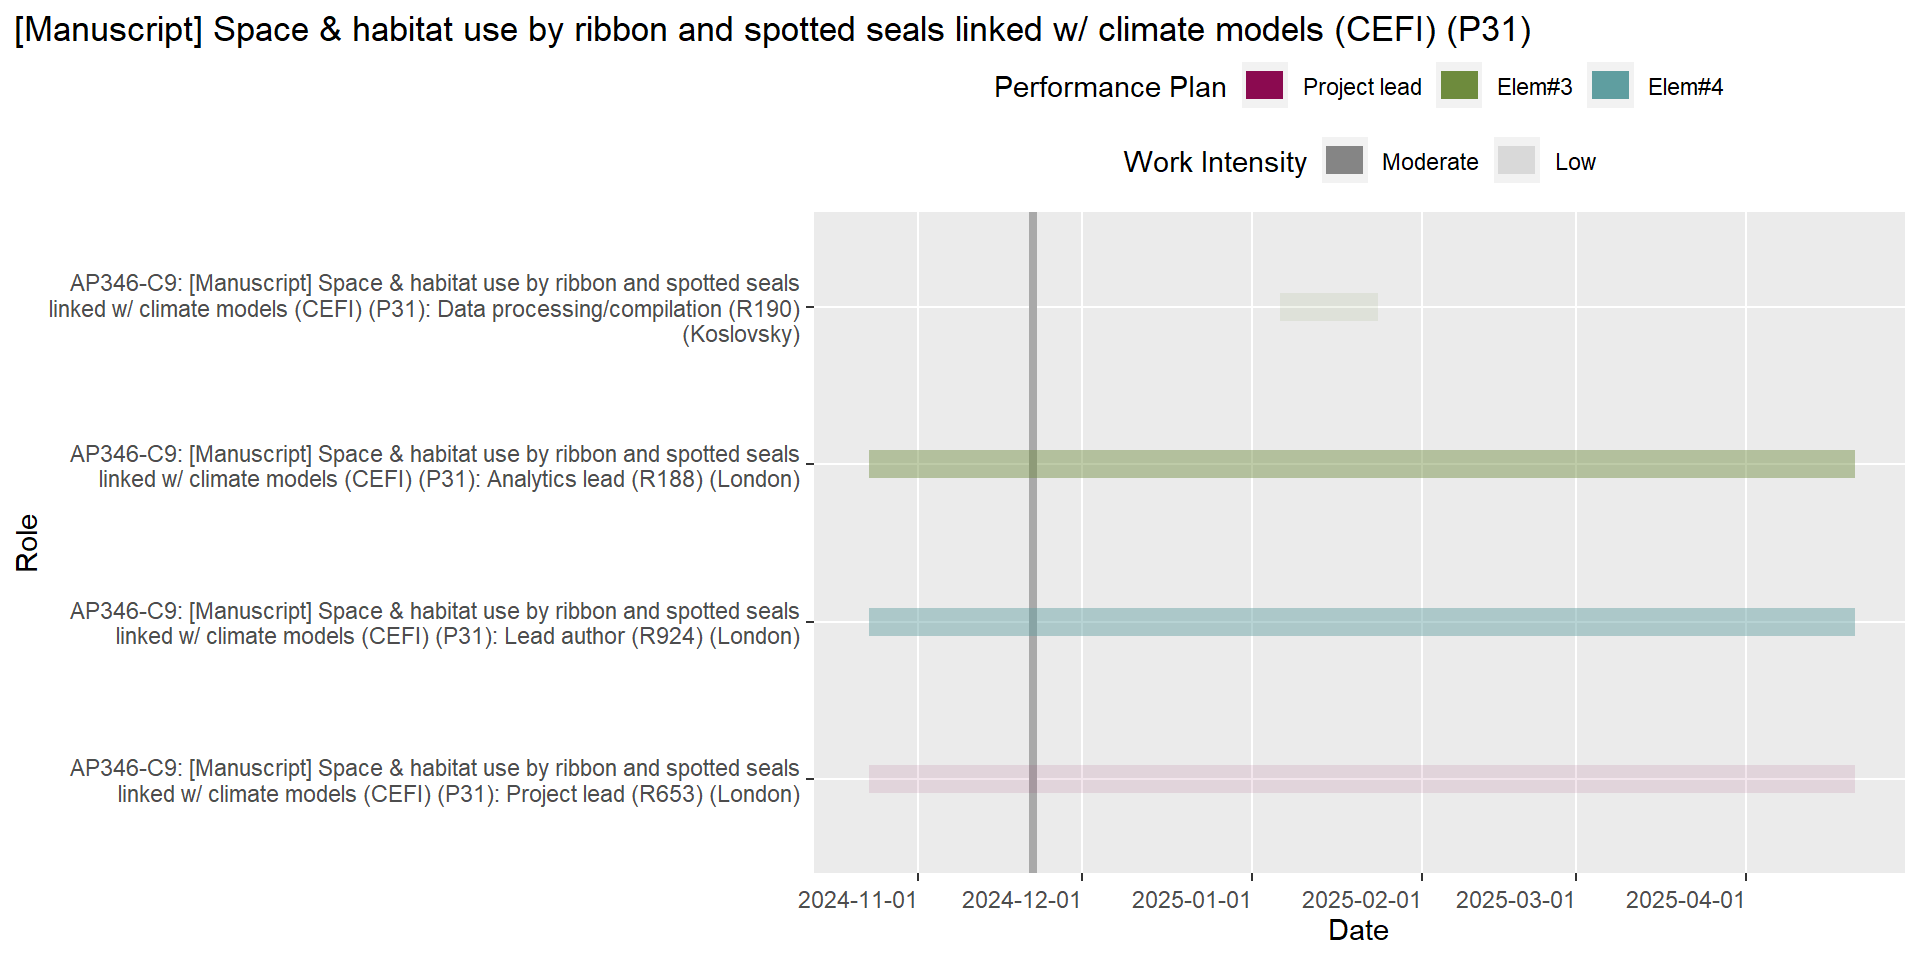 [Manuscript] Space & habitat use by ribbon and spotted seals linked w/ climate models (CEFI) (P31)
Performance Plan Project lead Elem#3 Elem#4
Work Intensity Moderate Low
AP346-C9: [Manuscript] Space & habitat use by ribbon and spotted seals
linked w/ climate models (CEFI) (P31): Data processing/compilation (R190)
(Koslovsky)
AP346-C9: [Manuscript] Space & habitat use by ribbon and spotted seals
linked w/ climate models (CEFI) (P31): Analytics lead (R188) (London)
Role
AP346-C9: [Manuscript] Space & habitat use by ribbon and spotted seals
linked w/ climate models (CEFI) (P31): Lead author (R924) (London)
AP346-C9: [Manuscript] Space & habitat use by ribbon and spotted seals
linked w/ climate models (CEFI) (P31): Project lead (R653) (London)
2024-11-01 2024-12-01 2025-01-01 2025-02-01 2025-03-01 2025-04-01
Date